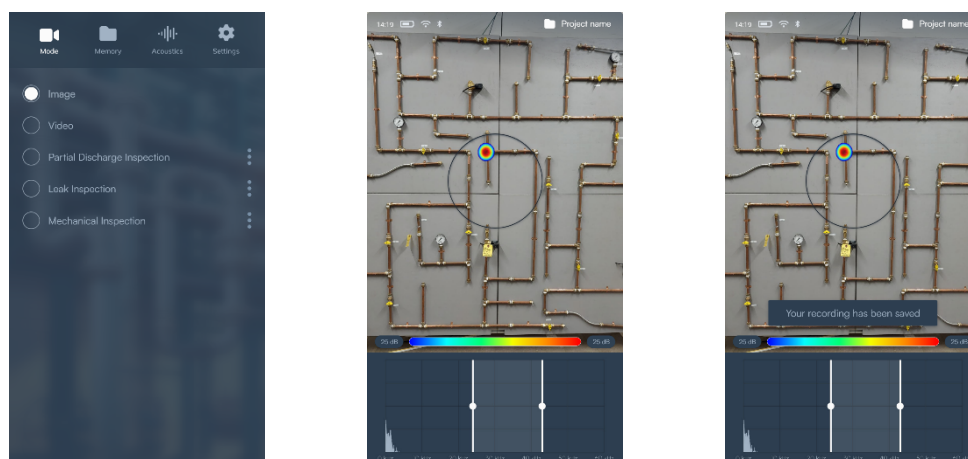 Mode Memory Acoustics Settings
Image
Video
Partial Discharge Inspection
Leak Inspection
Mechanical Inspection
14:19 Project name
25 dB 25 dB
14:19 Project name
Your recording has been saved
25 dB 25 dB